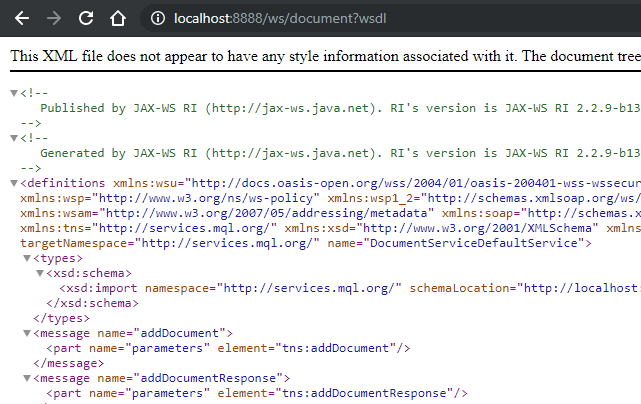 localhost:8888/ws/document?wsdl
This XML file does not appear to have any style information associated with it. The document tree
▼<!--
Published by JAX-WS RI (http://jax-ws.java.net). RI's version is JAX-WS RI 2.2.9-b13
-->
▼<!--
Generated by JAX-WS RI (http://jax-ws.java.net). RI's version is JAX-WS RI 2.2.9-b13
-->
▼<definitions xmlns:wsu="http://docs.oasis-open.org/wss/2004/01/oasis-200401-wss-wssecur
xmlns:wsp="http://www.w3.org/ns/ws-policy" xmlns:wsp1_2="http://schemas.xmlsoap.org/ws/
xmlns:wsam="http://www.w3.org/2007/05/addressing/metadata" xmlns:soap="http://schemas.x
xmlns:tns="http://services.mql.org/" xmlns:xsd="http://www.w3.org/2001/XMLSchema" xmlns
targetNamespace="http://services.mql.org/" name="DocumentServiceDefaultService">
▼<types>
▼<xsd:schema>
<xsd:import namespace="http://services.mql.org/" schemaLocation="http://localhost:
</xsd:schema>
</types>
▼<message name="addDocument">
<part name="parameters" element="tns:addDocument"/>
</message>
▼<message name="addDocumentResponse">
<part name="parameters" element="tns:addDocumentResponse"/>